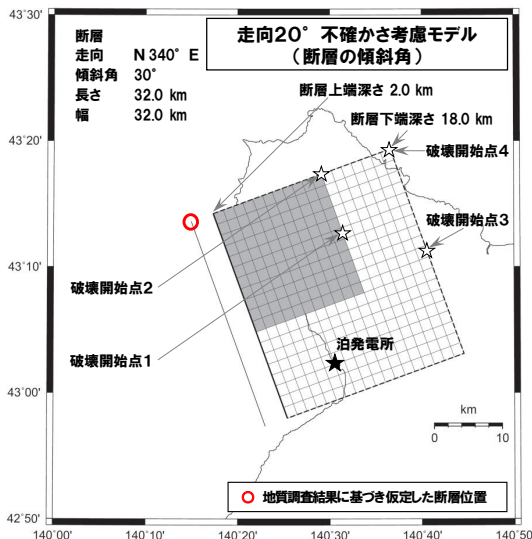 走向20° 不確かさ考慮モデル
（断層の傾斜角）
断層
走向 N 340° E
傾斜角 30°
長さ 32.0 km
幅 32.0 km
断層上端深さ 2.0 km
断層下端深さ 18.0 km
破壊開始点4
破壊開始点3
破壊開始点2
破壊開始点1
泊発電所
km
0 10
地質調査結果に基づき仮定した断層位置
43°30'
43°20'
43°10'
43°00'
42°50'
140°00' 140°10' 140°20' 140°30' 140°40' 140°50'